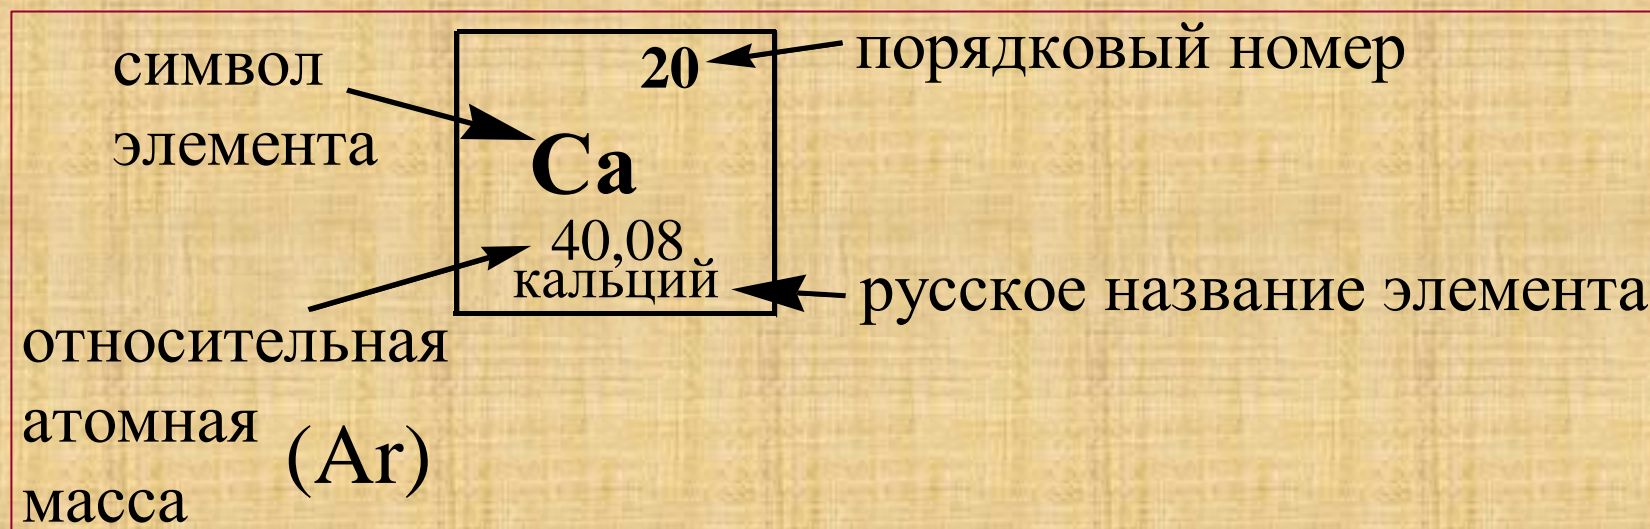 символ
элемента
20
порядковый номер
Ca
40,08
кальций
русское название элемента
относительная
атомная
(Ar)
масса